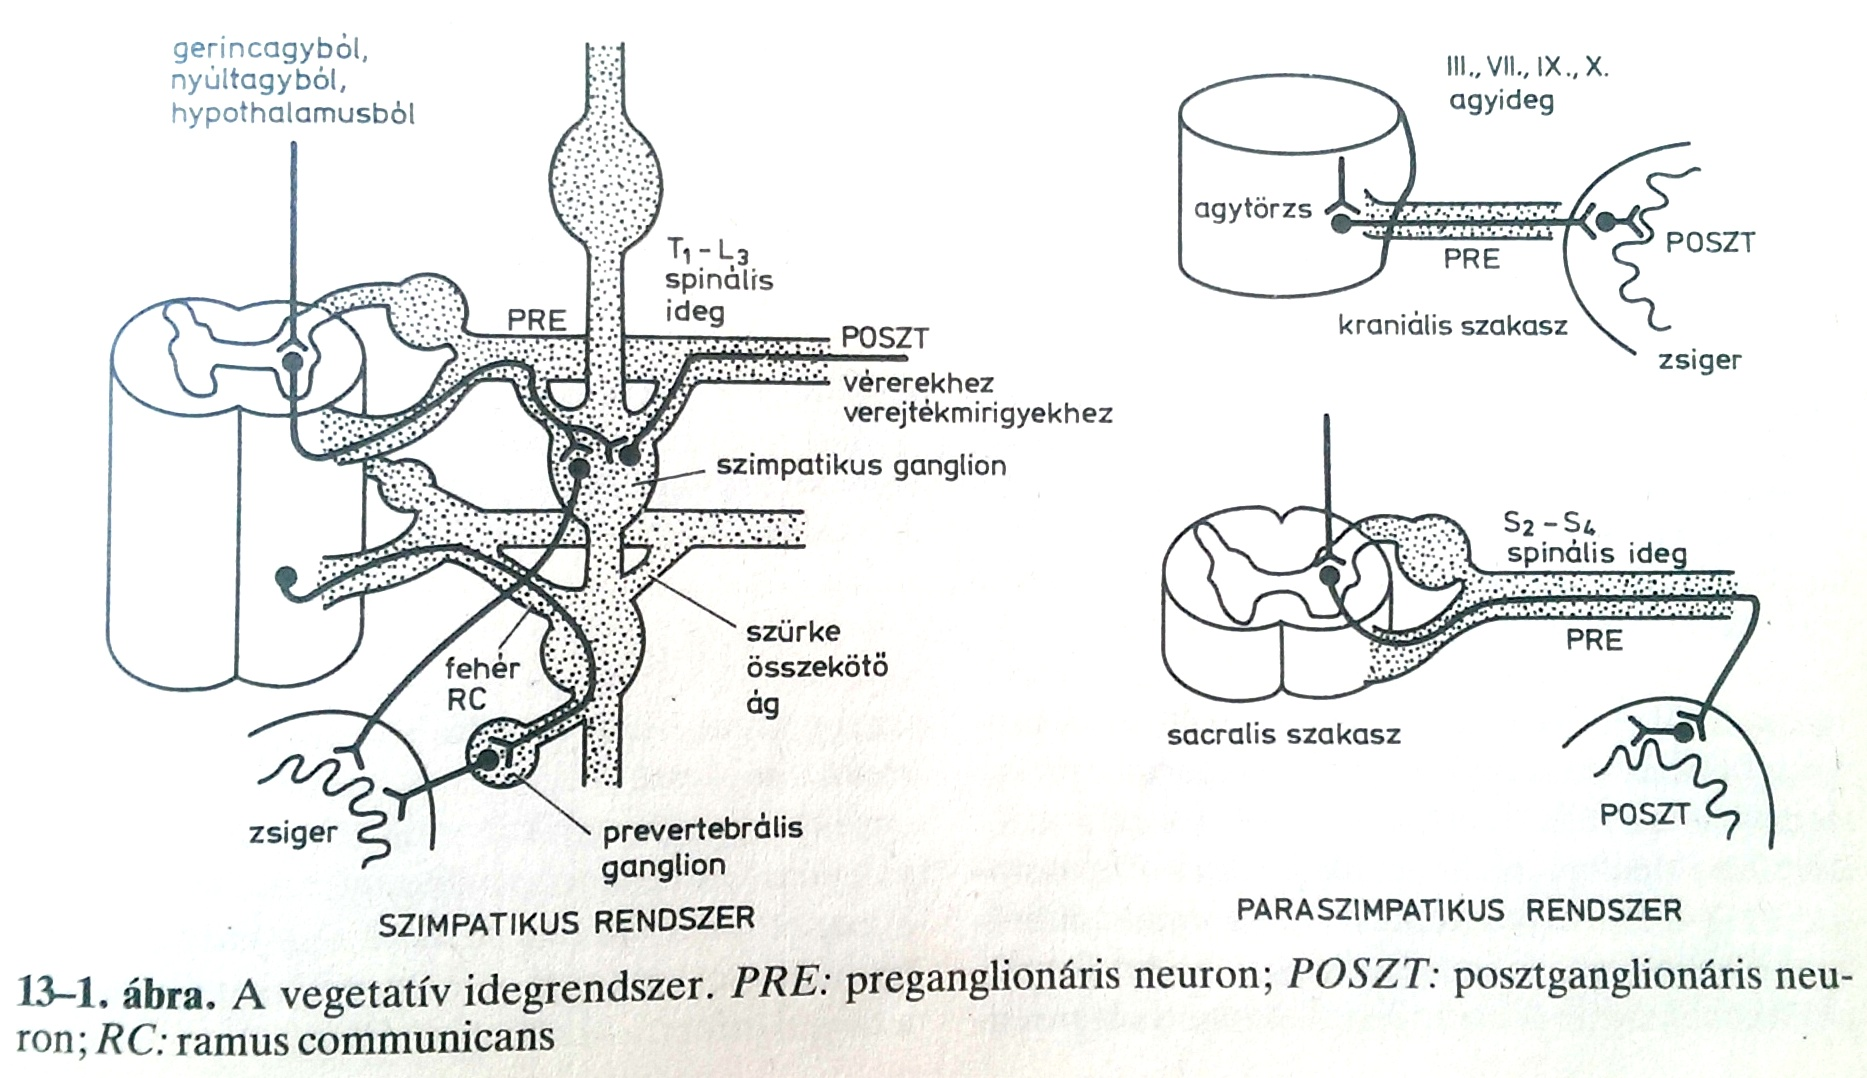 gerincagyból,
nyúltagyból,
hypothalamusból
T₁-L₃
spinális
ideg
PRE
POSZT
vérerekhez
verejtékmirigyekhez
szimpatikus ganglion
szürke
összekötő
ág
fehér
RC
zsiger
prevertebrális
ganglion
SZIMPATIKUS RENDSZER
III., VII., IX., X.
agyideg
agytörzs
PRE
POSZT
kraniális szakasz
zsiger
S₂-S₄
spinális ideg
PRE
sacralis szakasz
POSZT
PARASZIMPATIKUS RENDSZER
13–1. ábra. A vegetatív idegrendszer. PRE: preganglionáris neuron; POSZT: posztganglionáris neu-
ron; RC: ramus communicans